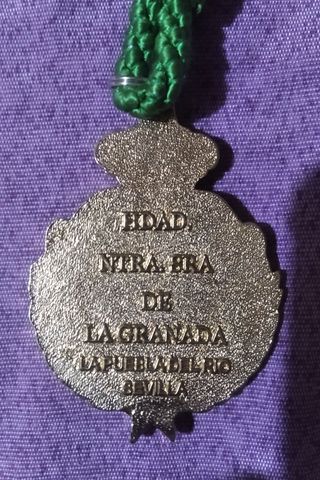 HDAD.
NTRA. SRA
DE
LA GRANADA
LA PUEBLA DEL RIO
SEVILLA